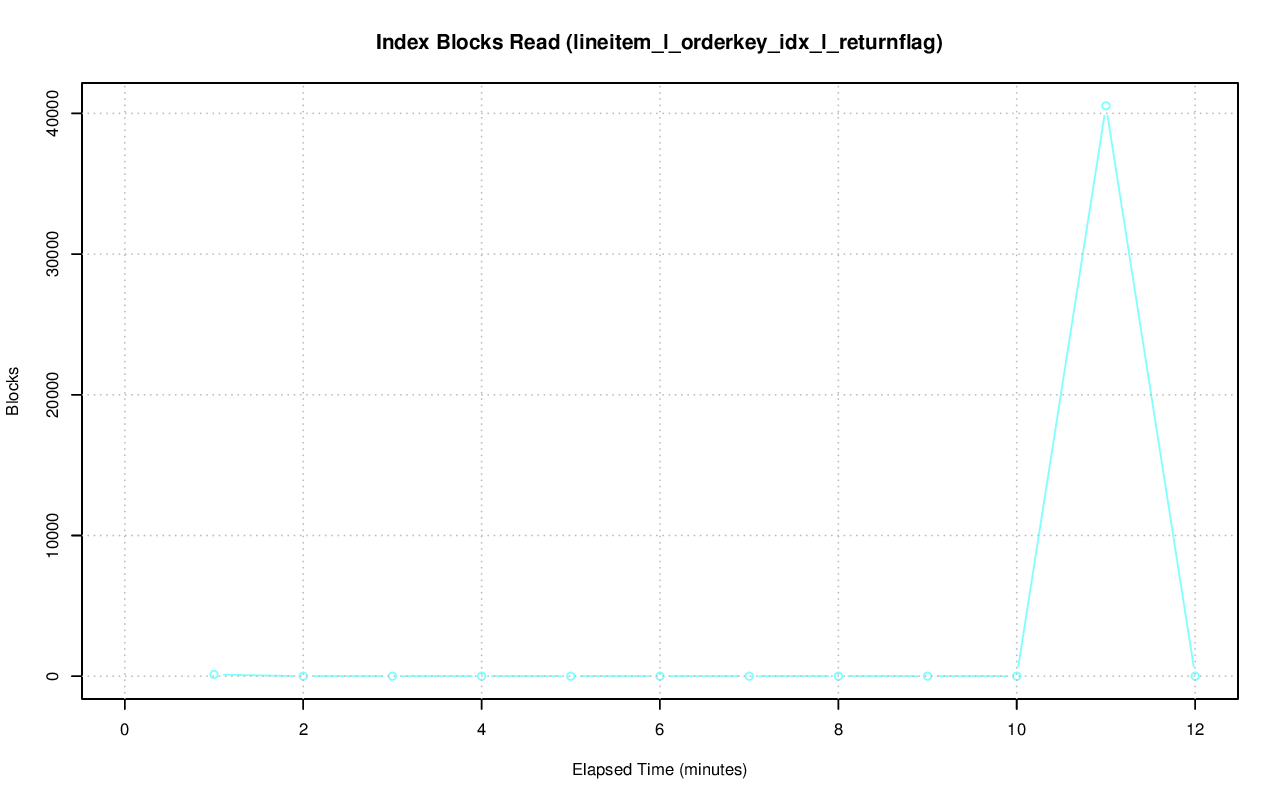 Index Blocks Read (lineitem_l_orderkey_idx_l_returnflag)
40000
30000
20000
10000
0
Blocks
0 2 4 6 8 10 12
Elapsed Time (minutes)